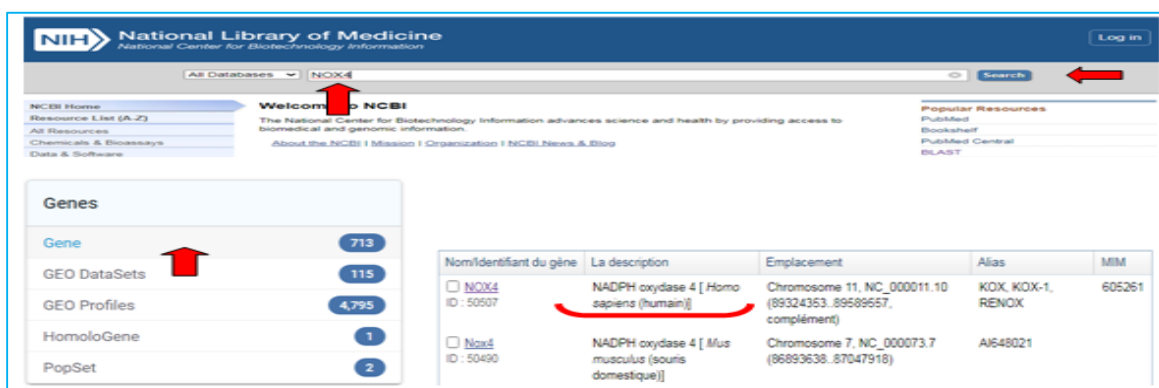 NIH National Library of Medicine
National Center for Biotechnology Information
Log in
All Databases NOX4 Search
NCBI Home
Resource List (A-Z)
All Resources
Chemicals & Bioassays
Data & Software
Welcome to NCBI
The National Center for Biotechnology Information advances science and health by providing access to
biomedical and genomic information.
About the NCBI | Mission | Organization | NCBI News & Blog
Popular Resources
PubMed
Bookshelf
PubMed Central
BLAST
Genes
Gene 713
GEO DataSets 115
GEO Profiles 4,795
HomoloGene 1
PopSet 2
Nom/Identifiant du gène La description Emplacement Alias MIM
NOX4 NADPH oxydase 4 [ Homo Chromosome 11, NC_000011.10 KOX, KOX-1, 605261
ID : 50507 sapiens (humain)] (89324353..89589557, RENOX
complément)
Nox4 NADPH oxydase 4 [ Mus Chromosome 7, NC_000073.7 AI648021
ID : 50490 musculus (souris (86893638..87047918)
domestique)]